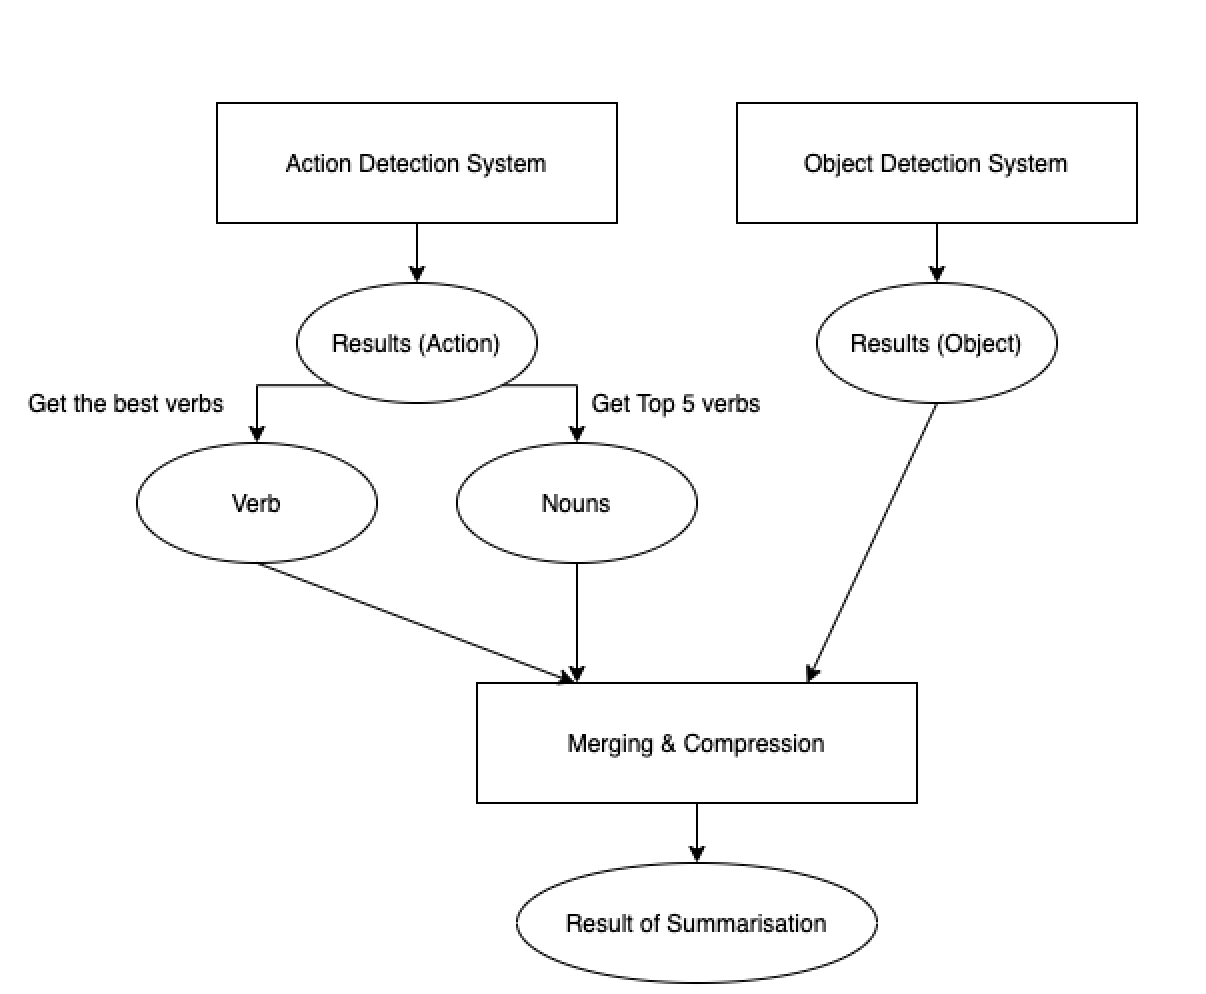 Action Detection System
Object Detection System
Results (Action)
Results (Object)
Get the best verbs
Get Top 5 verbs
Verb
Nouns
Merging & Compression
Result of Summarisation